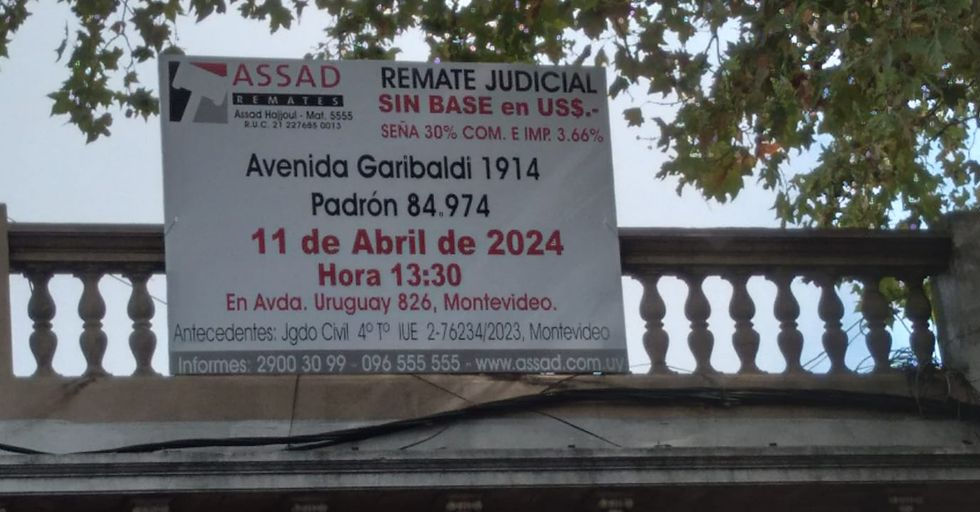 ASSAD
REMATES
Assad Hajjoul - Mat. 5555
R.U.C. 21 227685 0013
REMATE JUDICIAL
SIN BASE en US$.-
SEÑA 30% COM. E IMP. 3.66%
Avenida Garibaldi 1914
Padrón 84.974
11 de Abril de 2024
Hora 13:30
En Avda. Uruguay 826, Montevideo.
Antecedentes: Jgdo Civil 4º Tº IUE 2-76234/2023, Montevideo
Informes: 2900 30 99 - 096 555 555 - www.assad.com.uy